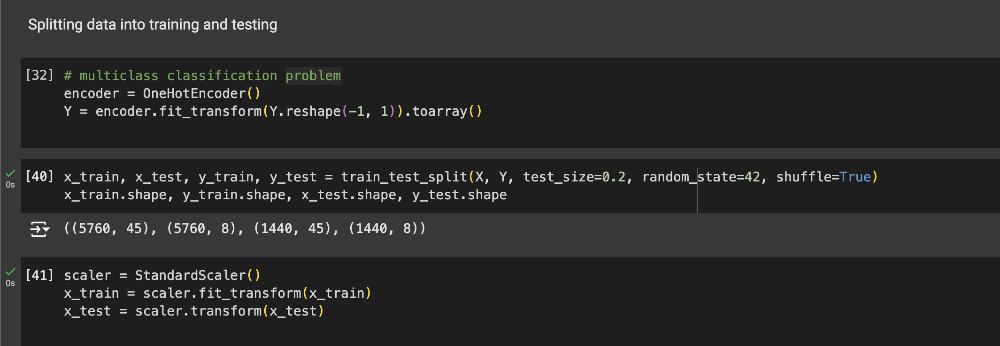 Splitting data into training and testing
[32] # multiclass classification problem
encoder = OneHotEncoder()
Y = encoder.fit_transform(Y.reshape(-1, 1)).toarray()
[40] x_train, x_test, y_train, y_test = train_test_split(X, Y, test_size=0.2, random_state=42, shuffle=True)
0s
x_train.shape, y_train.shape, x_test.shape, y_test.shape
((5760, 45), (5760, 8), (1440, 45), (1440, 8))
[41] scaler = StandardScaler()
0s
x_train = scaler.fit_transform(x_train)
x_test = scaler.transform(x_test)